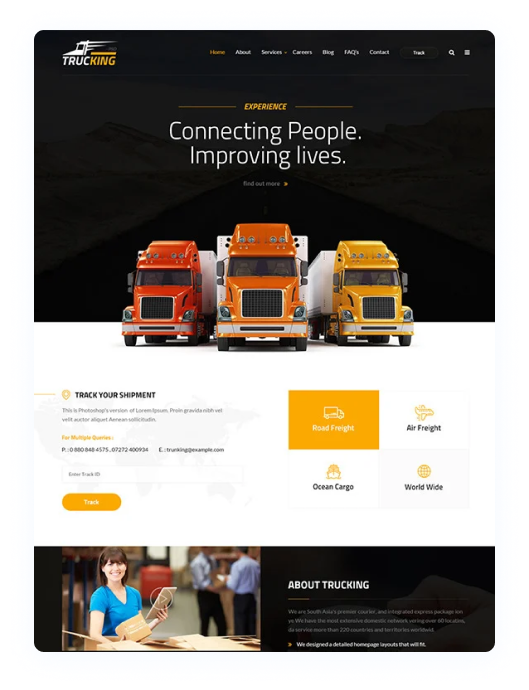 TRUCKING
Home About Services Careers Blog FAQ's Contact Track
EXPERIENCE
Connecting People.
Improving lives.
find out more »
TRACK YOUR SHIPMENT
This is Photoshop's version of Lorem Ipsum. Proin gravida nibh vel
velit auctor aliquet Aenean sollicitudin.
For Multiple Queries :
P. : 0 880 848 4575 , 07272 400934 E. : trunking@example.com
Enter Track ID
Track
Road Freight
Air Freight
Ocean Cargo
World Wide
ABOUT TRUCKING
We are South Asia's premier courier, and integrated express package
ye We have the most extensive domestic network vering over 60 locatins,
da service more than 220 countries and territories worldwid.
» We designed a detailed homepage layouts that will fit.